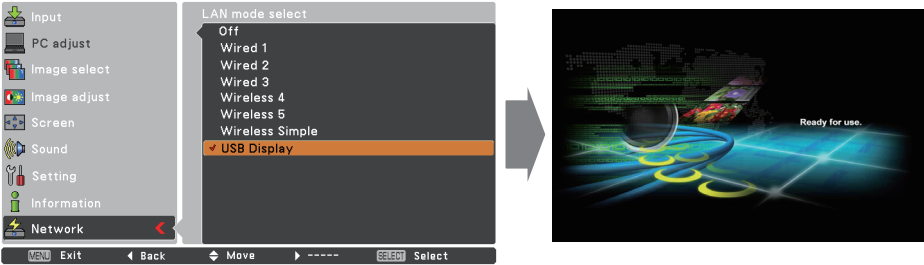 Input
PC adjust
Image select
Image adjust
Screen
Sound
Setting
Information
Network
LAN mode select
Off
Wired 1
Wired 2
Wired 3
Wireless 4
Wireless 5
Wireless Simple
✓ USB Display
MENU Exit ◀ Back Move ▶ ----- SELECT Select
Ready for use.